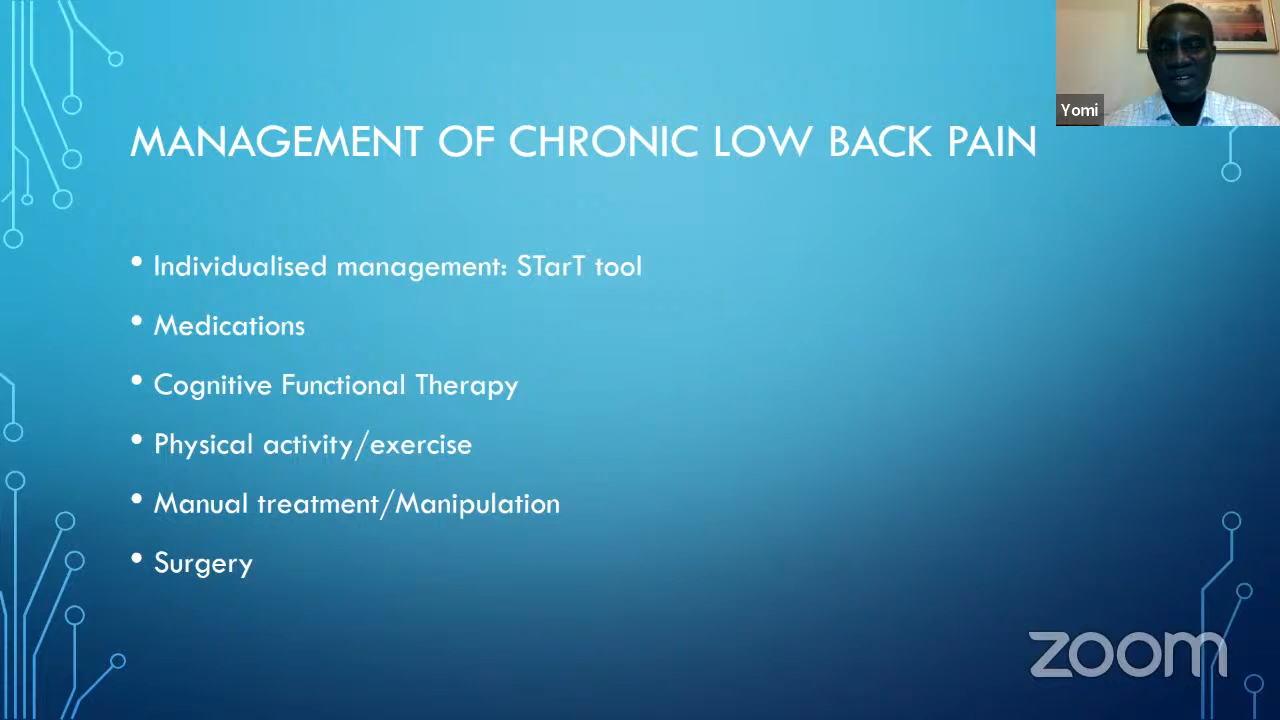 Yomi
MANAGEMENT OF CHRONIC LOW BACK PAIN
• Individualised management: STarT tool
• Medications
• Cognitive Functional Therapy
• Physical activity/exercise
• Manual treatment/Manipulation
• Surgery
zoom